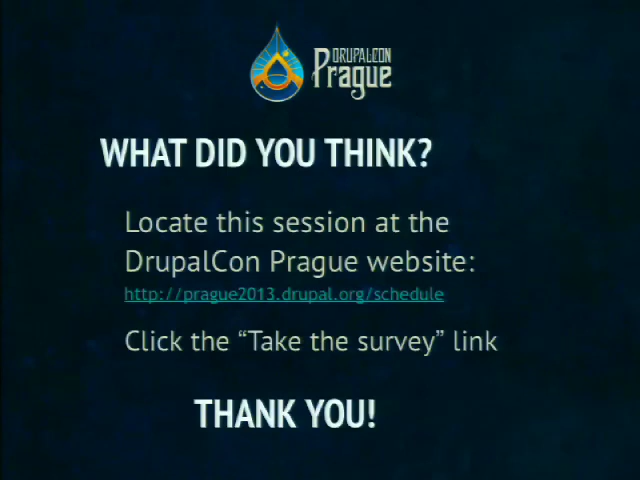 DRUPALCON
Prague
WHAT DID YOU THINK?
Locate this session at the
DrupalCon Prague website:
http://prague2013.drupal.org/schedule
Click the “Take the survey” link
THANK YOU!